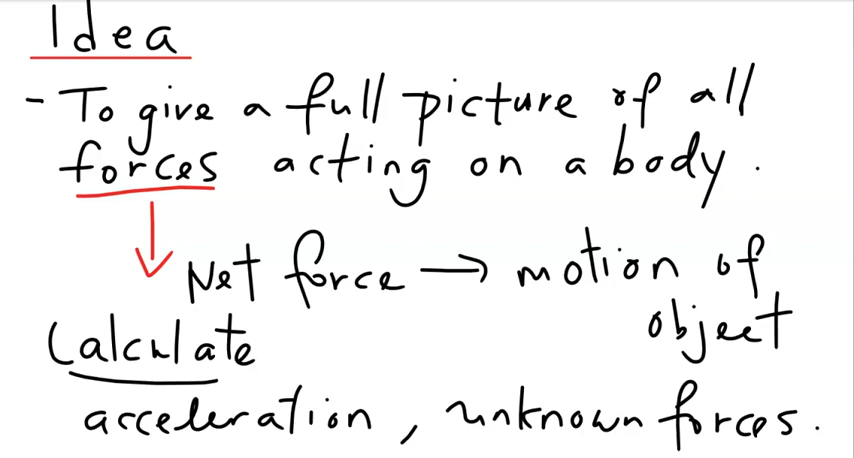 Idea
- To give a full picture of all
forces acting on a body.
Net force → motion of
object
Calculate
acceleration, unknown forces.